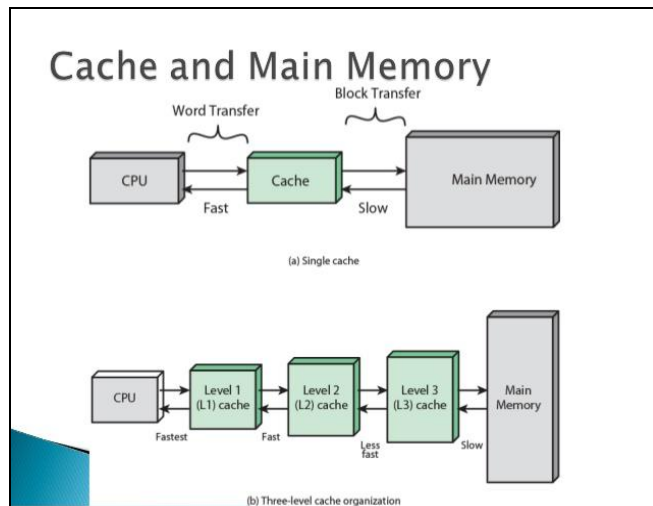 Cache and Main Memory
Block Transfer
Word Transfer
CPU
Cache
Main Memory
Fast
Slow
(a) Single cache
CPU
Level 1
(L1) cache
Level 2
(L2) cache
Level 3
(L3) cache
Main
Memory
Fastest
Fast
Less
fast
Slow
(b) Three-level cache organization